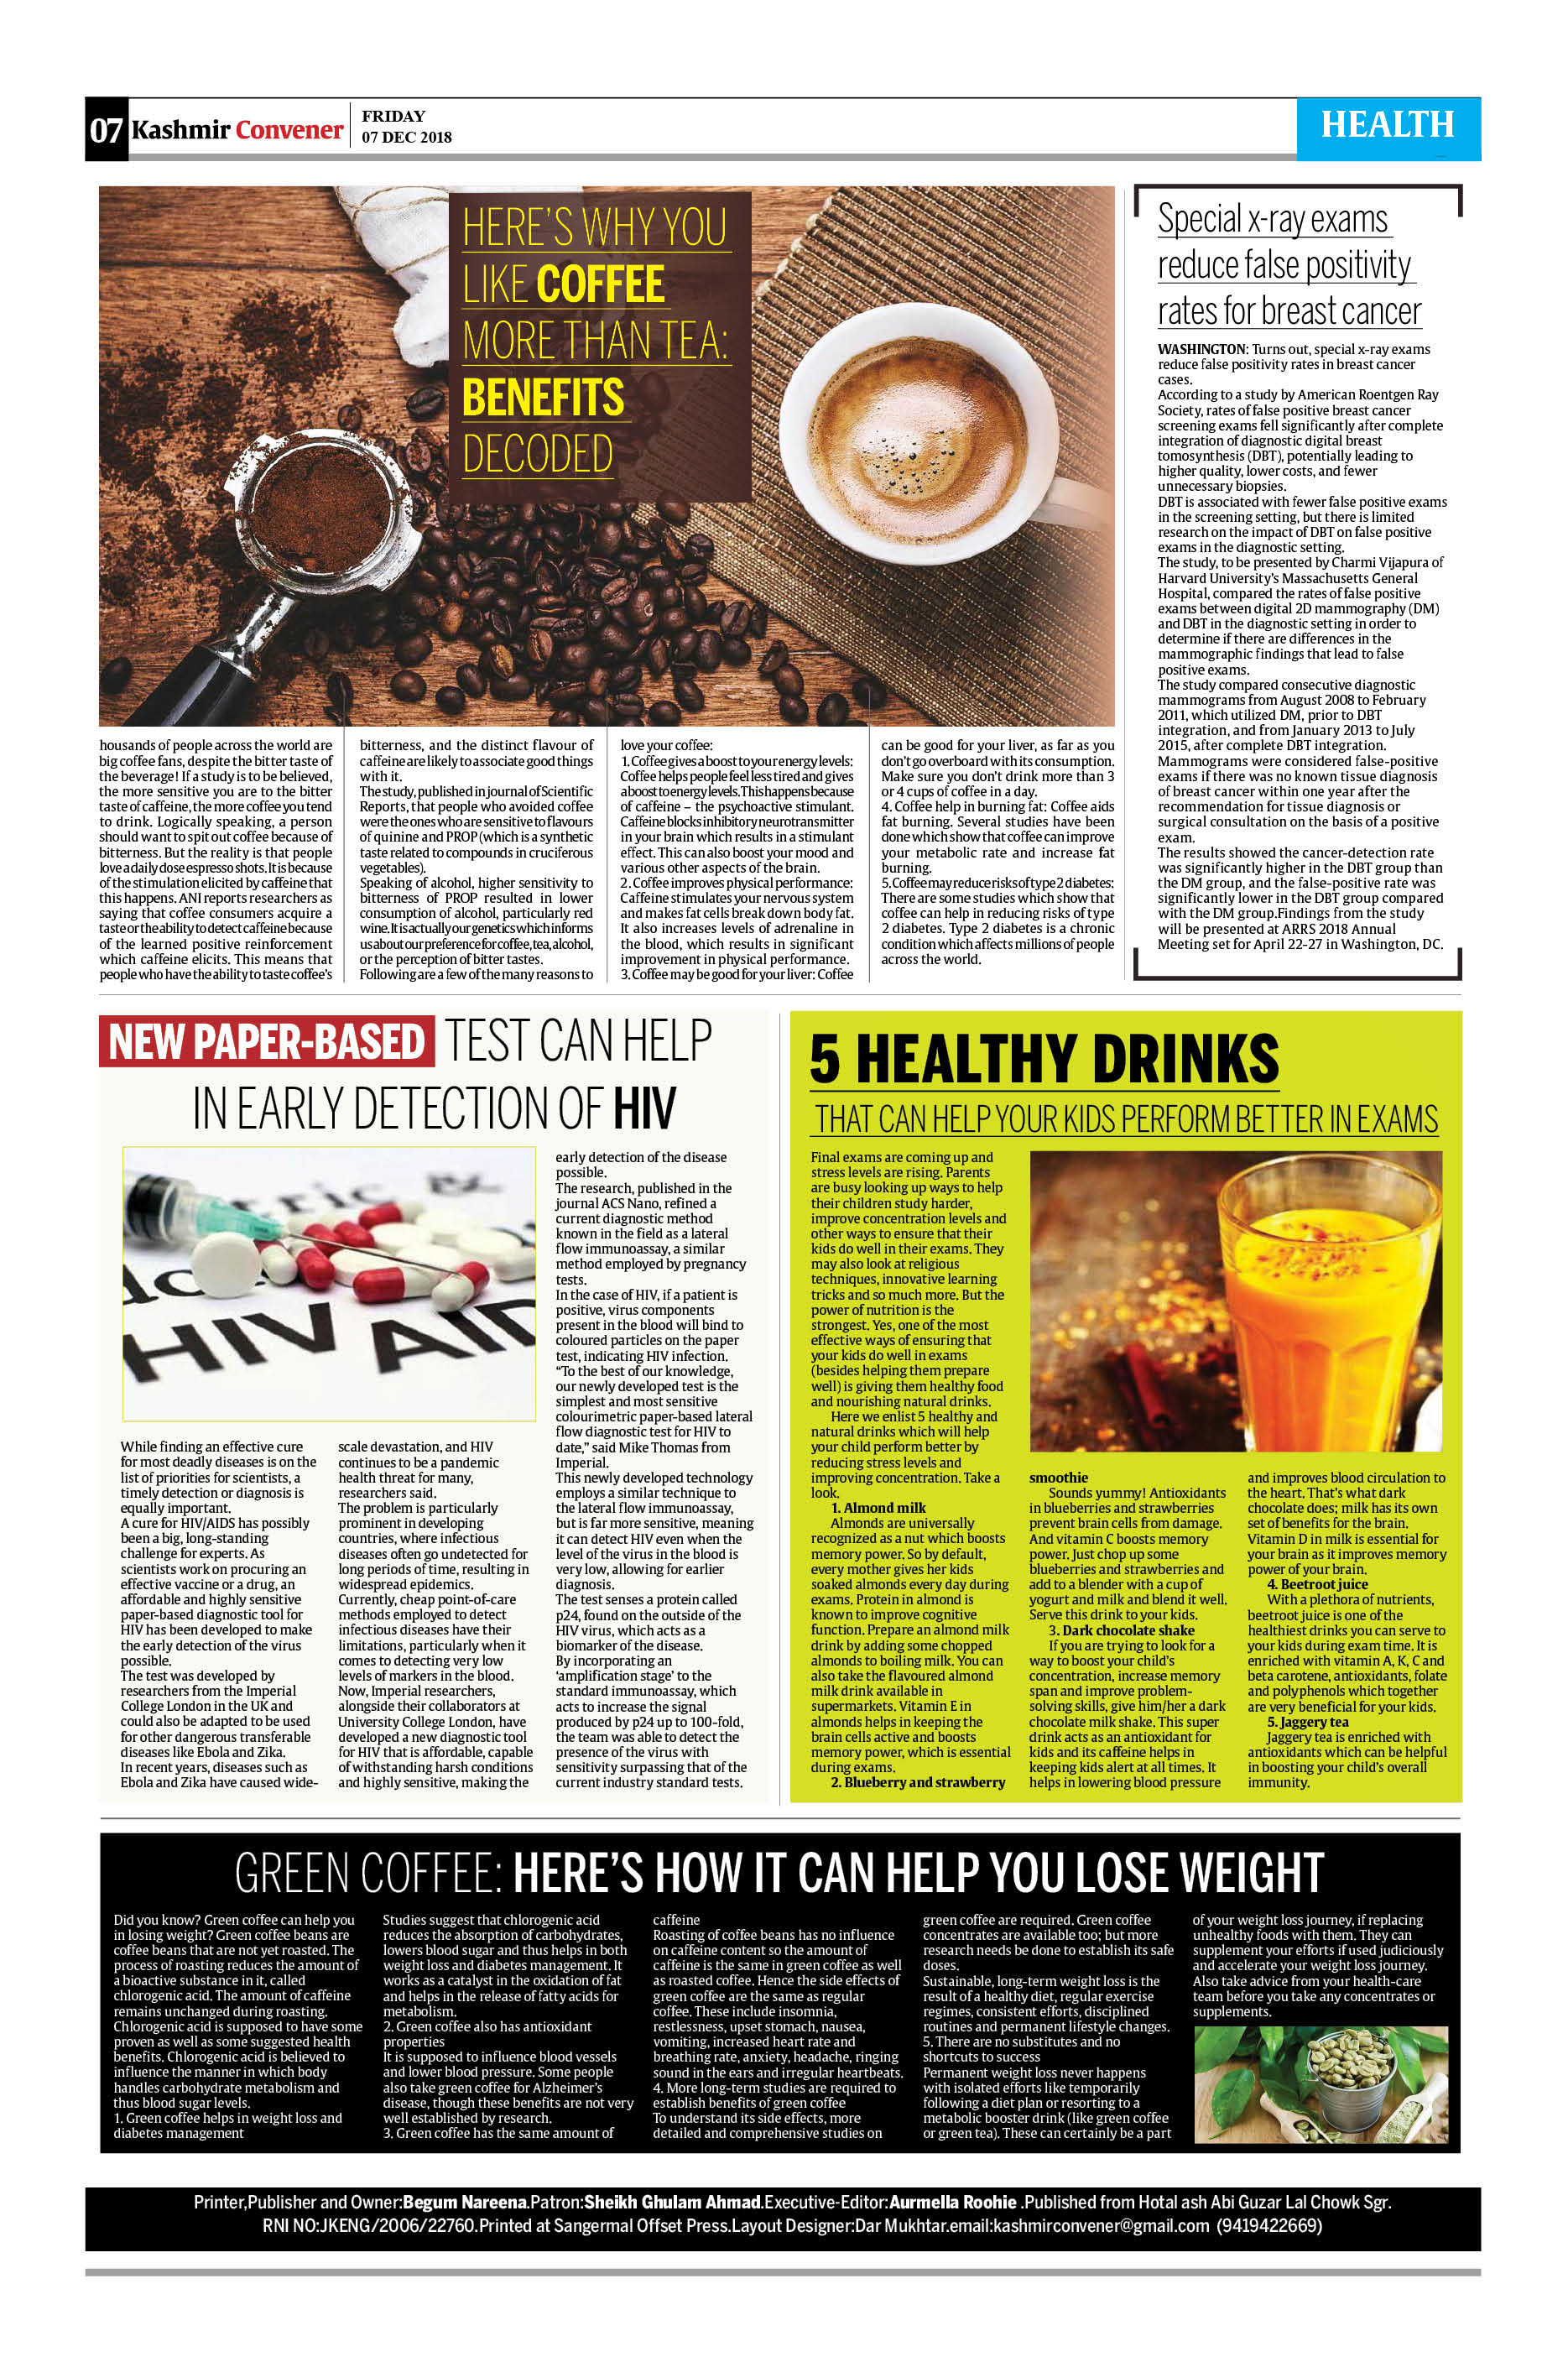 07 Kashmir Convener
FRIDAY
07 DEC 2018
HEALTH
HERE'S WHY YOU
LIKE COFFEE
MORE THAN TEA:
BENEFITS
DECODED
housands of people across the world are
big coffee fans, despite the bitter taste of
the beverage! If a study is to be believed,
the more sensitive you are to the bitter
taste of caffeine, the more coffee you tend
to drink. Logically speaking, a person
should want to spit out coffee because of
bitterness. But the reality is that people
love a daily dose espresso shots. It is because
of the stimulation elicited by caffeine that
this happens. ANI reports researchers as
saying that coffee consumers acquire a
taste or the ability to detect caffeine because
of the learned positive reinforcement
which caffeine elicits. This means that
people who have the ability to taste coffee's
bitterness, and the distinct flavour of
caffeine are likely to associate good things
with it.
The study, published in journal of Scientific
Reports, that people who avoided coffee
were the ones who are sensitive to flavours
of quinine and PROP (which is a synthetic
taste related to compounds in cruciferous
vegetables).
Speaking of alcohol, higher sensitivity to
bitterness of PROP resulted in lower
consumption of alcohol, particularly red
wine. It is actually our genetics which informs
us about our preference for coffee, tea, alcohol,
or the perception of bitter tastes.
Following are a few of the many reasons to
love your coffee:
1. Coffee gives a boost to your energy levels:
Coffee helps people feel less tired and gives
a boost to energy levels. This happens because
of caffeine – the psychoactive stimulant.
Caffeine blocks inhibitory neurotransmitter
in your brain which results in a stimulant
effect. This can also boost your mood and
various other aspects of the brain.
2. Coffee improves physical performance:
Caffeine stimulates your nervous system
and makes fat cells break down body fat.
It also increases levels of adrenaline in
the blood, which results in significant
improvement in physical performance.
3. Coffee may be good for your liver: Coffee
can be good for your liver, as far as you
don't go overboard with its consumption.
Make sure you don't drink more than 3
or 4 cups of coffee in a day.
4. Coffee help in burning fat: Coffee aids
fat burning. Several studies have been
done which show that coffee can improve
your metabolic rate and increase fat
burning.
5. Coffee may reduce risks of type 2 diabetes:
There are some studies which show that
coffee can help in reducing risks of type
2 diabetes. Type 2 diabetes is a chronic
condition which affects millions of people
across the world.
Special x-ray exams
reduce false positivity
rates for breast cancer
WASHINGTON: Turns out, special x-ray exams
reduce false positivity rates in breast cancer
cases.
According to a study by American Roentgen Ray
Society, rates of false positive breast cancer
screening exams fell significantly after complete
integration of diagnostic digital breast
tomosynthesis (DBT), potentially leading to
higher quality, lower costs, and fewer
unnecessary biopsies.
DBT is associated with fewer false positive exams
in the screening setting, but there is limited
research on the impact of DBT on false positive
exams in the diagnostic setting.
The study, to be presented by Charmi Vijapura of
Harvard University's Massachusetts General
Hospital, compared the rates of false positive
exams between digital 2D mammography (DM)
and DBT in the diagnostic setting in order to
determine if there are differences in the
mammographic findings that lead to false
positive exams.
The study compared consecutive diagnostic
mammograms from August 2008 to February
2011, which utilized DM, prior to DBT
integration, and from January 2013 to July
2015, after complete DBT integration.
Mammograms were considered false-positive
exams if there was no known tissue diagnosis
of breast cancer within one year after the
recommendation for tissue diagnosis or
surgical consultation on the basis of a positive
exam.
The results showed the cancer-detection rate
was significantly higher in the DBT group than
the DM group, and the false-positive rate was
significantly lower in the DBT group compared
with the DM group.Findings from the study
will be presented at ARRS 2018 Annual
Meeting set for April 22-27 in Washington, DC.
NEW PAPER-BASED TEST CAN HELP
IN EARLY DETECTION OF HIV
HIV AID
While finding an effective cure
for most deadly diseases is on the
list of priorities for scientists, a
timely detection or diagnosis is
equally important.
A cure for HIV/AIDS has possibly
been a big, long-standing
challenge for experts. As
scientists work on procuring an
effective vaccine or a drug, an
affordable and highly sensitive
paper-based diagnostic tool for
HIV has been developed to make
the early detection of the virus
possible.
The test was developed by
researchers from the Imperial
College London in the UK and
could also be adapted to be used
for other dangerous transferable
diseases like Ebola and Zika.
In recent years, diseases such as
Ebola and Zika have caused wide-
scale devastation, and HIV
continues to be a pandemic
health threat for many,
researchers said.
The problem is particularly
prominent in developing
countries, where infectious
diseases often go undetected for
long periods of time, resulting in
widespread epidemics.
Currently, cheap point-of-care
methods employed to detect
infectious diseases have their
limitations, particularly when it
comes to detecting very low
levels of markers in the blood.
Now, Imperial researchers,
alongside their collaborators at
University College London, have
developed a new diagnostic tool
for HIV that is affordable, capable
of withstanding harsh conditions
and highly sensitive, making the
early detection of the disease
possible.
The research, published in the
journal ACS Nano, refined a
current diagnostic method
known in the field as a lateral
flow immunoassay, a similar
method employed by pregnancy
tests.
In the case of HIV, if a patient is
positive, virus components
present in the blood will bind to
coloured particles on the paper
test, indicating HIV infection.
"To the best of our knowledge,
our newly developed test is the
simplest and most sensitive
colourimetric paper-based lateral
flow diagnostic test for HIV to
date," said Mike Thomas from
Imperial.
This newly developed technology
employs a similar technique to
the lateral flow immunoassay,
but is far more sensitive, meaning
it can detect HIV even when the
level of the virus in the blood is
very low, allowing for earlier
diagnosis.
The test senses a protein called
p24, found on the outside of the
HIV virus, which acts as a
biomarker of the disease.
By incorporating an
'amplification stage' to the
standard immunoassay, which
acts to increase the signal
produced by p24 up to 100-fold,
the team was able to detect the
presence of the virus with
sensitivity surpassing that of the
current industry standard tests.
5 HEALTHY DRINKS
THAT CAN HELP YOUR KIDS PERFORM BETTER IN EXAMS
Final exams are coming up and
stress levels are rising. Parents
are busy looking up ways to help
their children study harder,
improve concentration levels and
other ways to ensure that their
kids do well in their exams. They
may also look at religious
techniques, innovative learning
tricks and so much more. But the
power of nutrition is the
strongest. Yes, one of the most
effective ways of ensuring that
your kids do well in exams
(besides helping them prepare
well) is giving them healthy food
and nourishing natural drinks.
Here we enlist 5 healthy and
natural drinks which will help
your child perform better by
reducing stress levels and
improving concentration. Take a
look.
1. Almond milk
Almonds are universally
recognized as a nut which boosts
memory power. So by default,
every mother gives her kids
soaked almonds every day during
exams. Protein in almond is
known to improve cognitive
function. Prepare an almond milk
drink by adding some chopped
almonds to boiling milk. You can
also take the flavoured almond
milk drink available in
supermarkets. Vitamin E in
almonds helps in keeping the
brain cells active and boosts
memory power, which is essential
during exams.
2. Blueberry and strawberry
smoothie
Sounds yummy! Antioxidants
in blueberries and strawberries
prevent brain cells from damage.
And vitamin C boosts memory
power. Just chop up some
blueberries and strawberries and
add to a blender with a cup of
yogurt and milk and blend it well.
Serve this drink to your kids.
3. Dark chocolate shake
If you are trying to look for a
way to boost your child's
concentration, increase memory
span and improve problem-
solving skills, give him/her a dark
chocolate milk shake. This super
drink acts as an antioxidant for
kids and its caffeine helps in
keeping kids alert at all times. It
helps in lowering blood pressure
and improves blood circulation to
the heart. That's what dark
chocolate does; milk has its own
set of benefits for the brain.
Vitamin D in milk is essential for
your brain as it improves memory
power of your brain.
4. Beetroot juice
With a plethora of nutrients,
beetroot juice is one of the
healthiest drinks you can serve to
your kids during exam time. It is
enriched with vitamin A, K, C and
beta carotene, antioxidants, folate
and polyphenols which together
are very beneficial for your kids.
5. Jaggery tea
Jaggery tea is enriched with
antioxidants which can be helpful
in boosting your child's overall
immunity.
GREEN COFFEE: HERE'S HOW IT CAN HELP YOU LOSE WEIGHT
Did you know? Green coffee can help you
in losing weight? Green coffee beans are
coffee beans that are not yet roasted. The
process of roasting reduces the amount of
a bioactive substance in it, called
chlorogenic acid. The amount of caffeine
remains unchanged during roasting.
Chlorogenic acid is supposed to have some
proven as well as some suggested health
benefits. Chlorogenic acid is believed to
influence the manner in which body
handles carbohydrate metabolism and
thus blood sugar levels.
1. Green coffee helps in weight loss and
diabetes management
Studies suggest that chlorogenic acid
reduces the absorption of carbohydrates,
lowers blood sugar and thus helps in both
weight loss and diabetes management. It
works as a catalyst in the oxidation of fat
and helps in the release of fatty acids for
metabolism.
2. Green coffee also has antioxidant
properties
It is supposed to influence blood vessels
and lower blood pressure. Some people
also take green coffee for Alzheimer's
disease, though these benefits are not very
well established by research.
3. Green coffee has the same amount of
caffeine
Roasting of coffee beans has no influence
on caffeine content so the amount of
caffeine is the same in green coffee as well
as roasted coffee. Hence the side effects of
green coffee are the same as regular
coffee. These include insomnia,
restlessness, upset stomach, nausea,
vomiting, increased heart rate and
breathing rate, anxiety, headache, ringing
sound in the ears and irregular heartbeats.
4. More long-term studies are required to
establish benefits of green coffee
To understand its side effects, more
detailed and comprehensive studies on
green coffee are required. Green coffee
concentrates are available too; but more
research needs be done to establish its safe
doses.
Sustainable, long-term weight loss is the
result of a healthy diet, regular exercise
regimes, consistent efforts, disciplined
routines and permanent lifestyle changes.
5. There are no substitutes and no
shortcuts to success
Permanent weight loss never happens
with isolated efforts like temporarily
following a diet plan or resorting to a
metabolic booster drink (like green coffee
or green tea). These can certainly be a part
of your weight loss journey, if replacing
unhealthy foods with them. They can
supplement your efforts if used judiciously
and accelerate your weight loss journey.
Also take advice from your health-care
team before you take any concentrates or
supplements.
Printer,Publisher and Owner:Begum Nareena.Patron:Sheikh Ghulam Ahmad.Executive-Editor:Aurmella Roohie .Published from Hotal ash Abi Guzar Lal Chowk Sgr.
RNI NO:JKENG/2006/22760.Printed at Sangermal Offset Press.Layout Designer:Dar Mukhtar.email:kashmirconvener@gmail.com (9419422669)